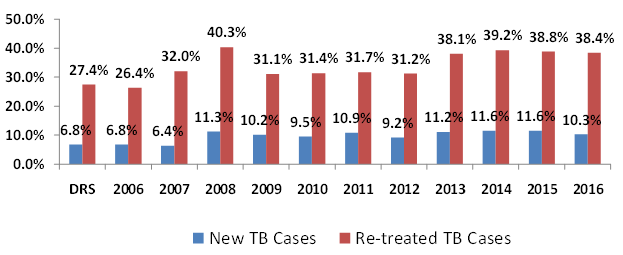 50.0%
40.0%
30.0%
20.0%
10.0%
0.0%
27.4% 26.4% 32.0% 40.3% 31.1% 31.4% 31.7% 31.2% 38.1% 39.2% 38.8% 38.4%
6.8% 6.8% 6.4% 11.3% 10.2% 9.5% 10.9% 9.2% 11.2% 11.6% 11.6% 10.3%
DRS 2006 2007 2008 2009 2010 2011 2012 2013 2014 2015 2016
New TB Cases Re-treated TB Cases